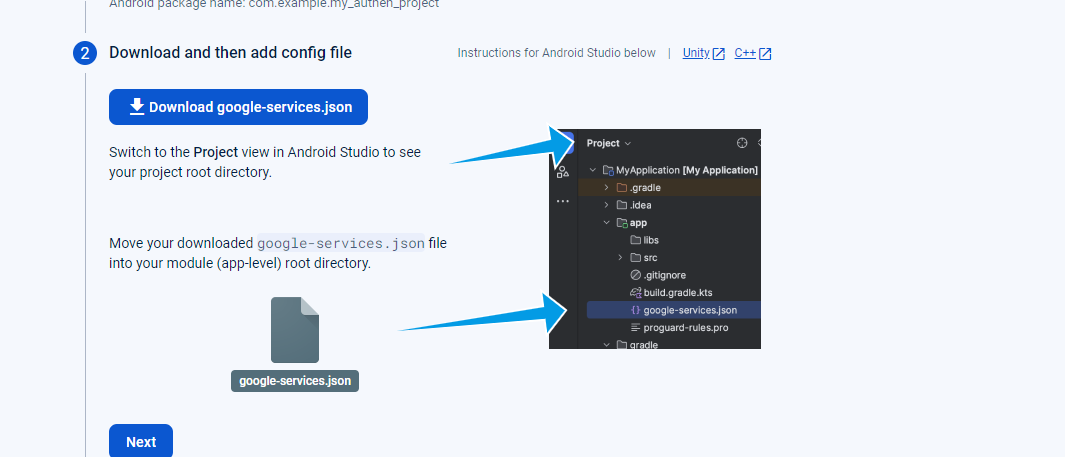 Android package name: com.example.my_authen_project
2 Download and then add config file
Instructions for Android Studio below | Unity C++
Download google-services.json
Switch to the Project view in Android Studio to see
your project root directory.
Move your downloaded google-services.json file
into your module (app-level) root directory.
google-services.json
Next
Project
MyApplication [My Application]
.gradle
.idea
app
libs
src
.gitignore
build.gradle.kts
{} google-services.json
proguard-rules.pro
gradle